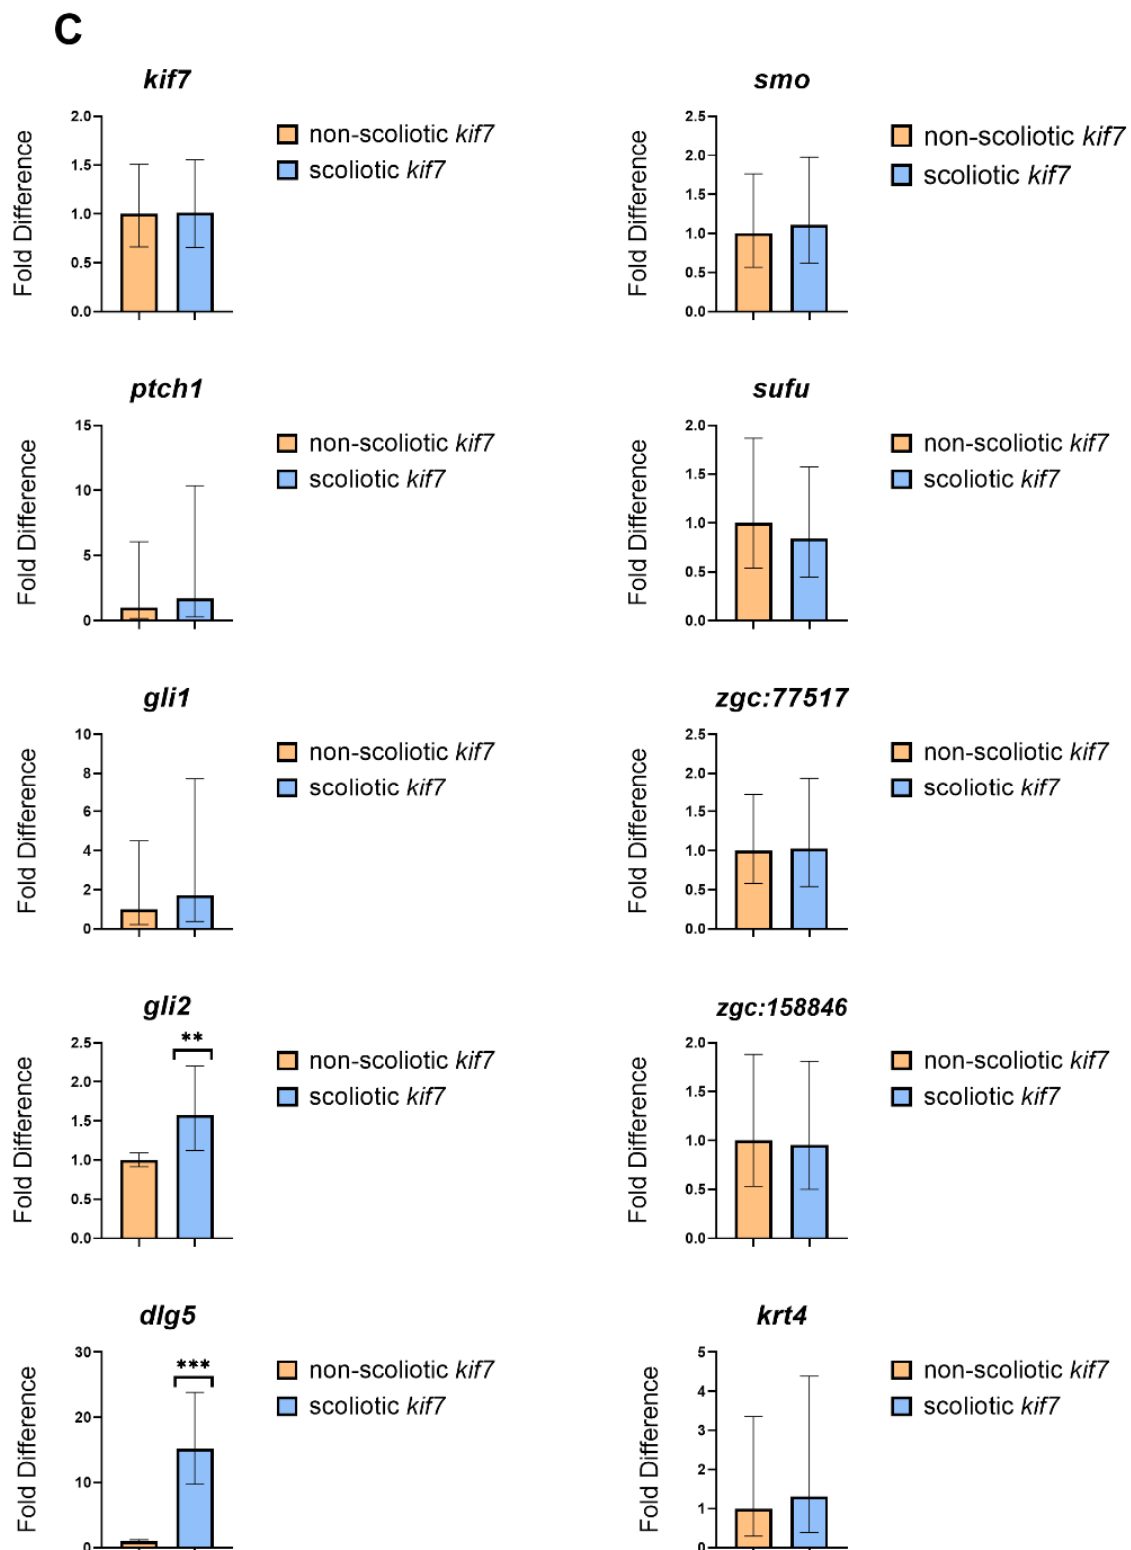 C
kif7
Fold Difference
2.0
1.5
1.0
0.5
0.0
non-scoliotic kif7
scoliotic kif7
smo
Fold Difference
2.5
2.0
1.5
1.0
0.5
0.0
non-scoliotic kif7
scoliotic kif7
ptch1
Fold Difference
15
10
5
0
non-scoliotic kif7
scoliotic kif7
sufu
Fold Difference
2.0
1.5
1.0
0.5
0.0
non-scoliotic kif7
scoliotic kif7
gli1
Fold Difference
10
8
6
4
2
0
non-scoliotic kif7
scoliotic kif7
zgc:77517
Fold Difference
2.5
2.0
1.5
1.0
0.5
0.0
non-scoliotic kif7
scoliotic kif7
gli2
Fold Difference
2.5
2.0
1.5
1.0
0.5
0.0
**
non-scoliotic kif7
scoliotic kif7
zgc:158846
Fold Difference
2.0
1.5
1.0
0.5
0.0
non-scoliotic kif7
scoliotic kif7
dlg5
Fold Difference
30
20
10
0
***
non-scoliotic kif7
scoliotic kif7
krt4
Fold Difference
5
4
3
2
1
0
non-scoliotic kif7
scoliotic kif7